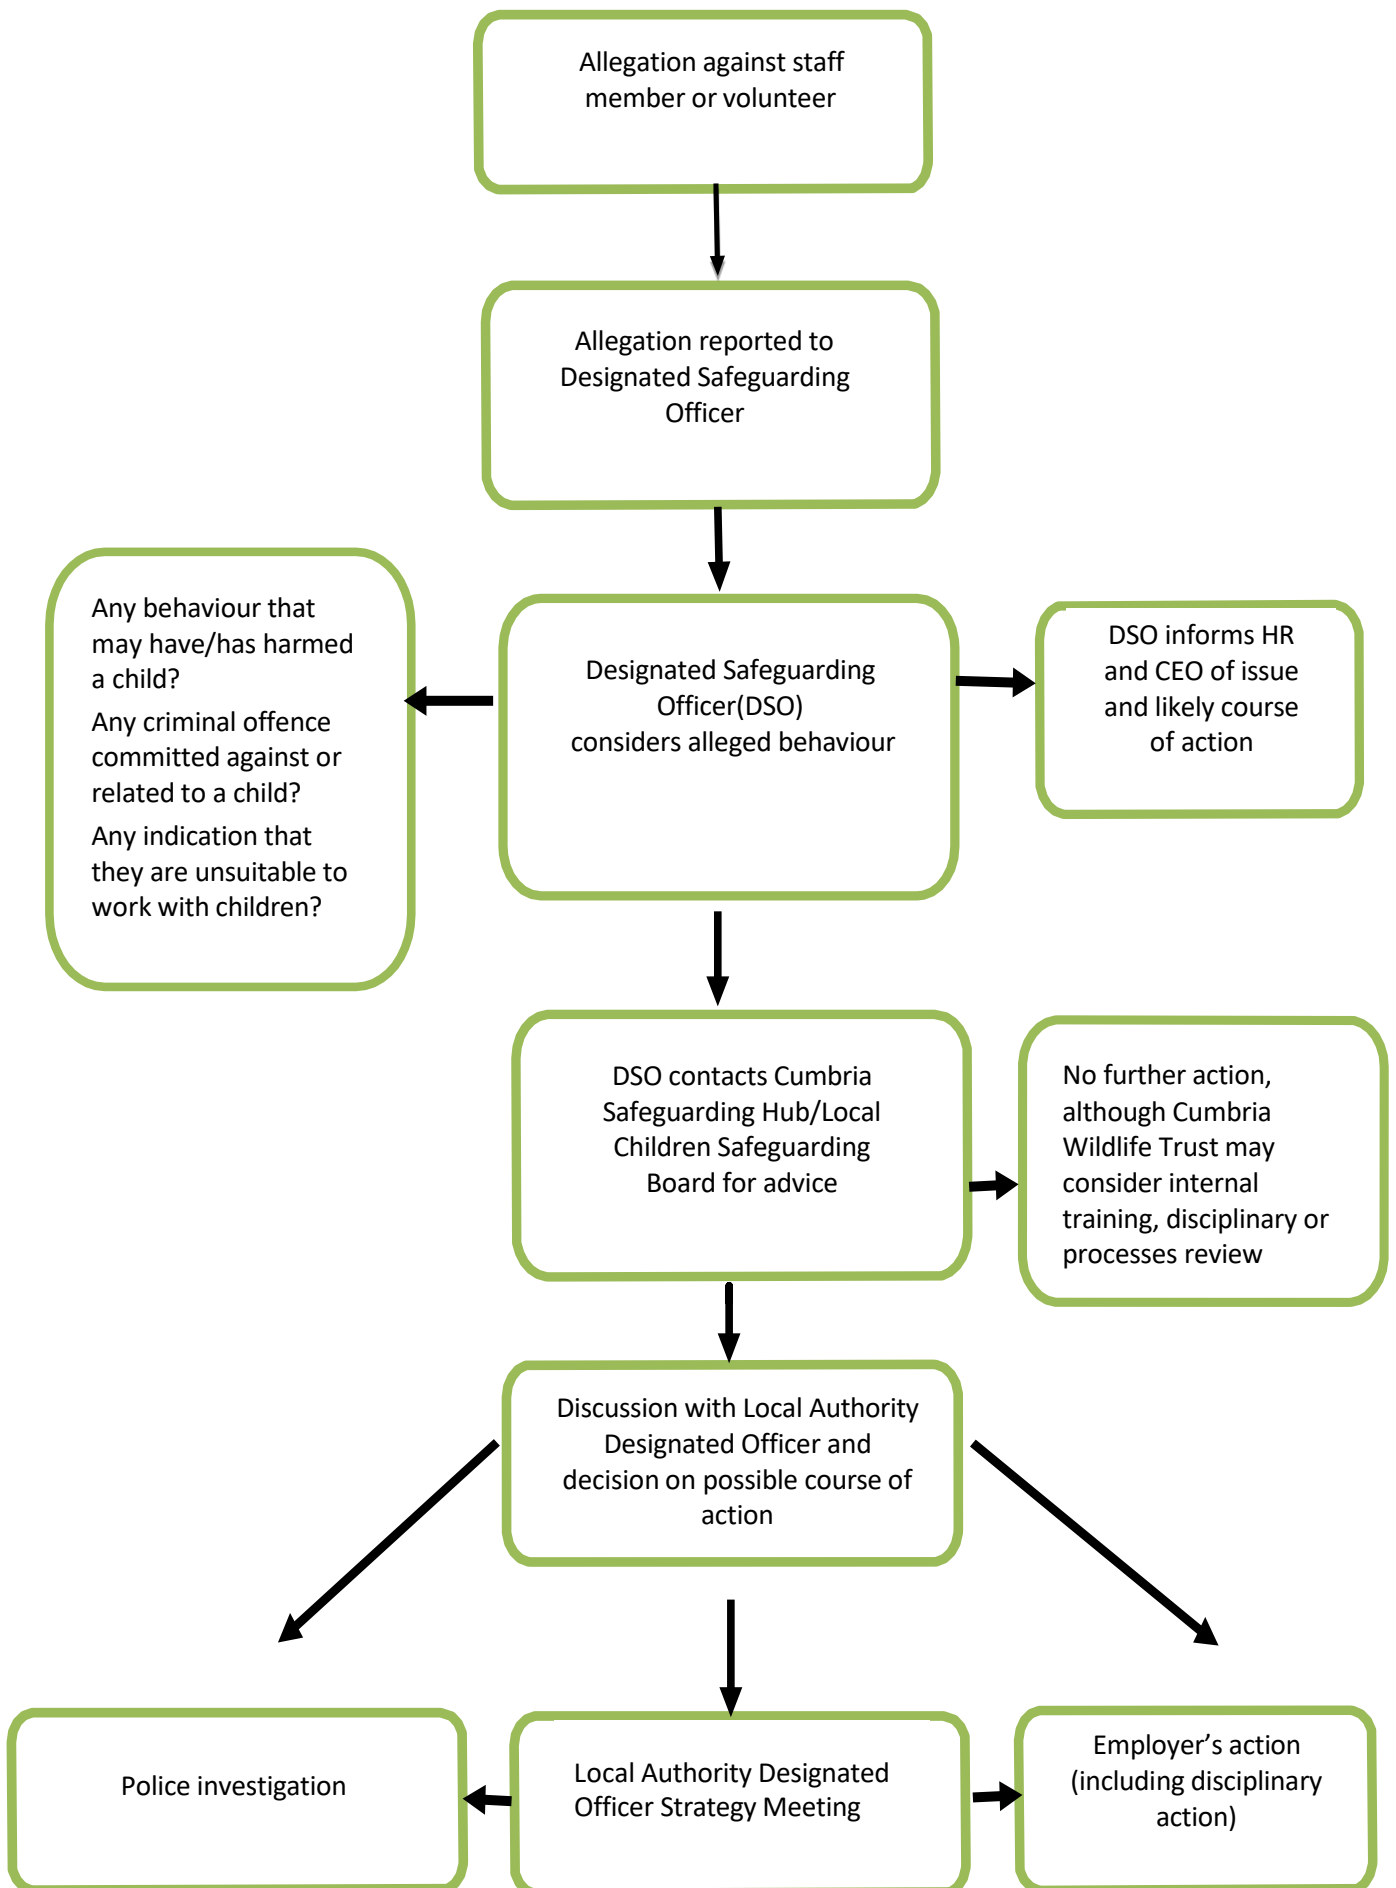 Allegation against staff
member or volunteer
Allegation reported to
Designated Safeguarding
Officer
Any behaviour that
may have/has harmed
a child?
Any criminal offence
committed against or
related to a child?
Any indication that
they are unsuitable to
work with children?
Designated Safeguarding
Officer(DSO)
considers alleged behaviour
DSO informs HR
and CEO of issue
and likely course
of action
DSO contacts Cumbria
Safeguarding Hub/Local
Children Safeguarding
Board for advice
No further action,
although Cumbria
Wildlife Trust may
consider internal
training, disciplinary or
processes review
Discussion with Local Authority
Designated Officer and
decision on possible course of
action
Police investigation
Local Authority Designated
Officer Strategy Meeting
Employer’s action
(including disciplinary
action)